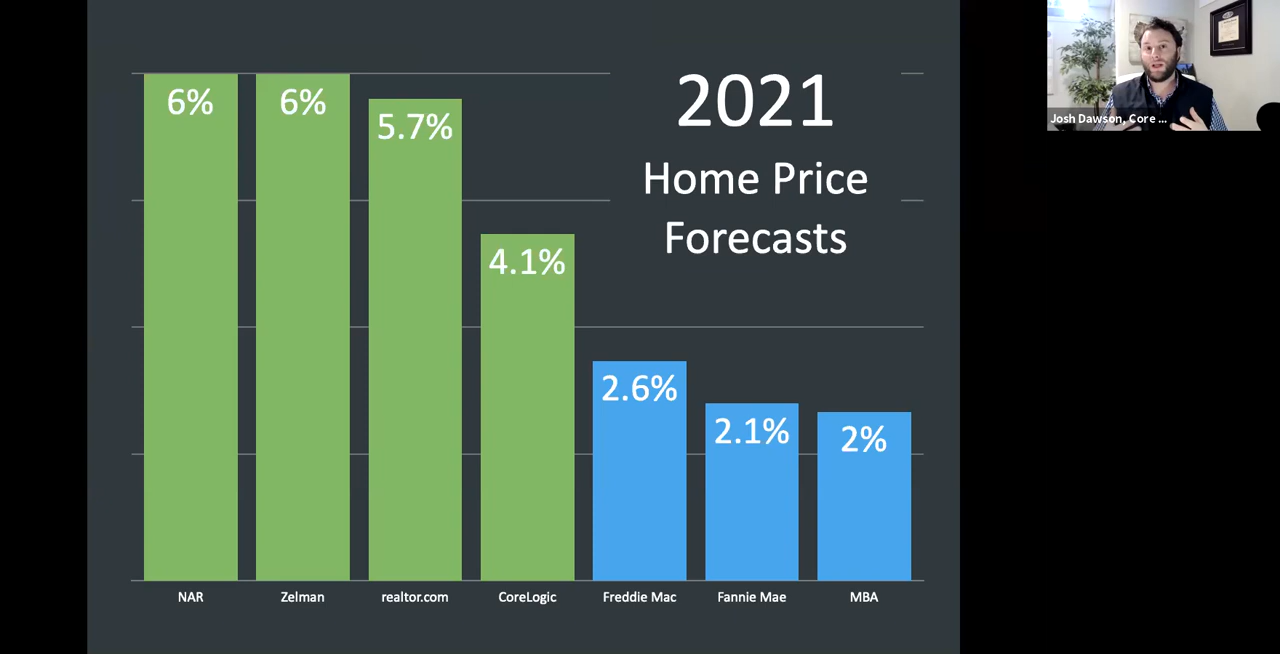 2021
Home Price
Forecasts
6%
6%
5.7%
4.1%
2.6%
2.1%
2%
NAR
Zelman
realtor.com
CoreLogic
Freddie Mac
Fannie Mae
MBA
Josh Dawson, Core ...